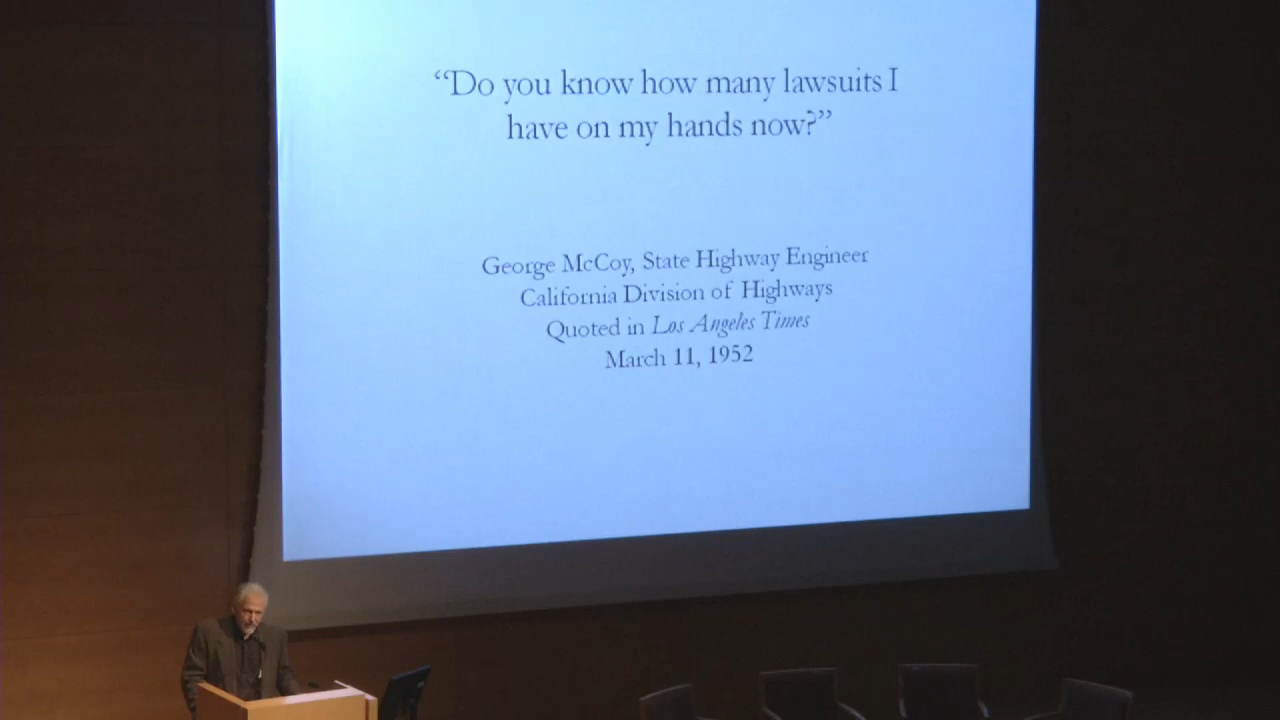 “Do you know how many lawsuits I
have on my hands now?”
George McCoy, State Highway Engineer
California Division of Highways
Quoted in Los Angeles Times
March 11, 1952